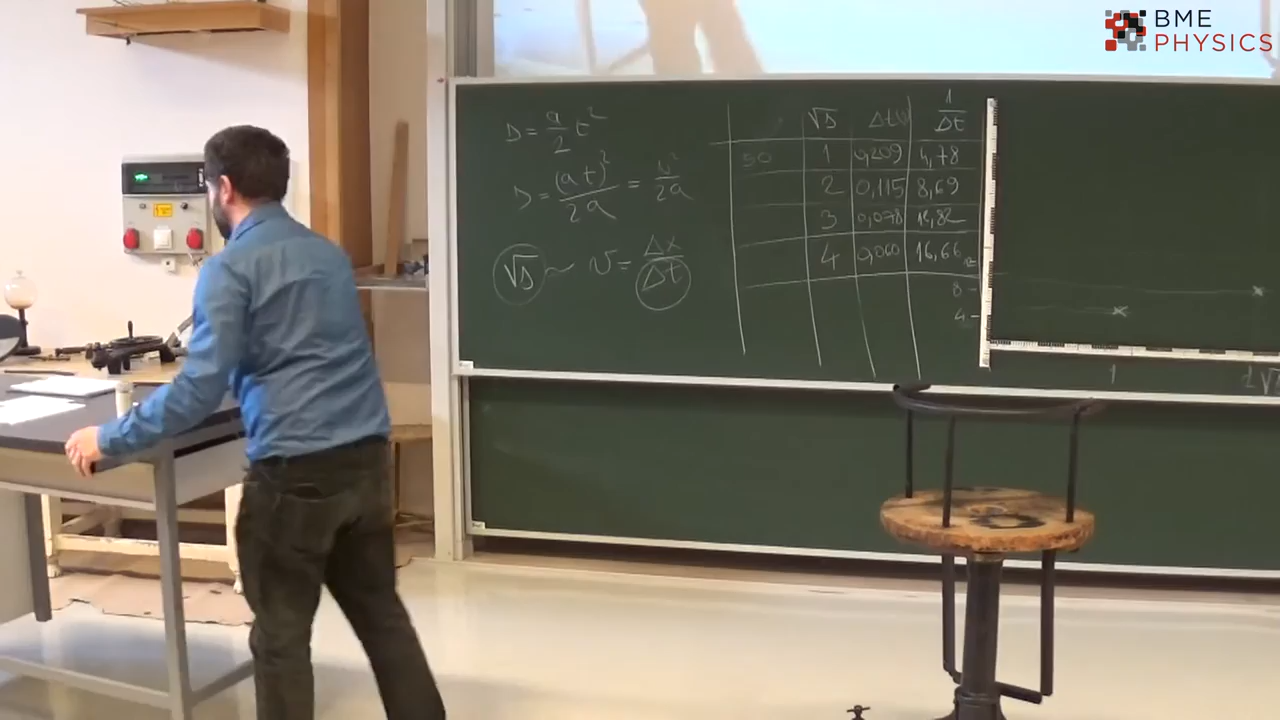 BME
PHYSICS
s = a/2 t²
s = (at)²/2a = v²/2a
√s ~ v = Δx/Δt
√s Δt 1/Δt
50 1 0,209 4,78
2 0,115 8,69
3 0,078 12,82
4 0,060 16,66
12
8
4
1